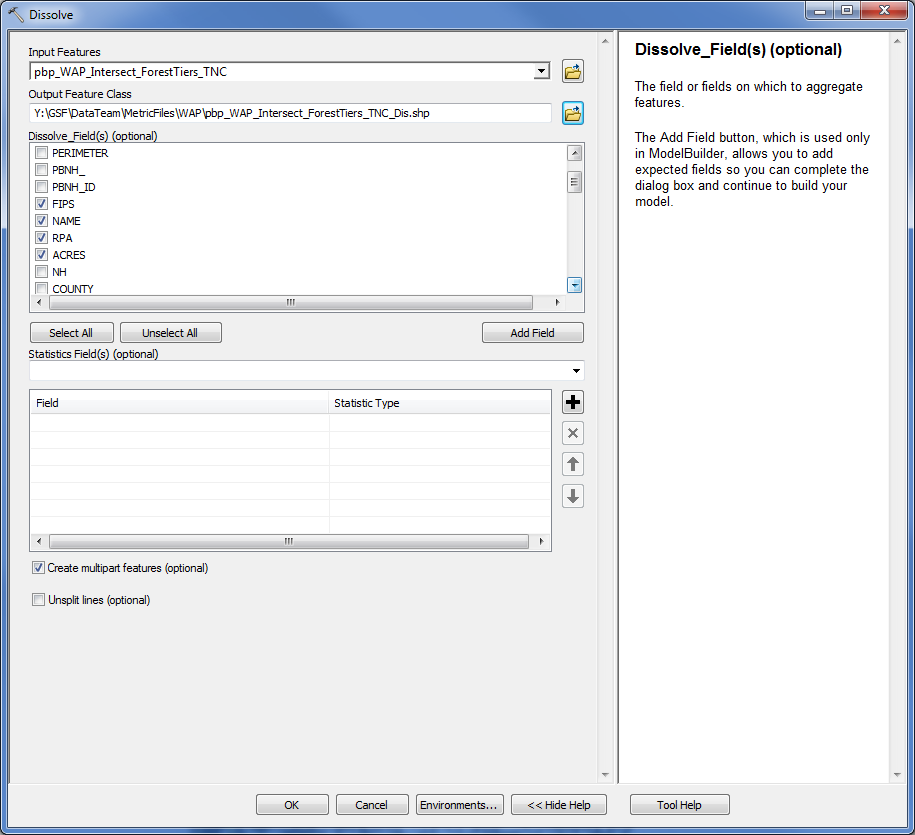 Dissolve
Input Features
pbp_WAP_Intersect_ForestTiers_TNC
Output Feature Class
Y:\GSF\DataTeam\MetricFiles\WAP\pbp_WAP_Intersect_ForestTiers_TNC_Dis.shp
Dissolve_Field(s) (optional)
PERIMETER
PBNH_
PBNH_ID
FIPS
NAME
RPA
ACRES
NH
COUNTY
Select All
Unselect All
Add Field
Statistics Field(s) (optional)
Field
Statistic Type
Create multipart features (optional)
Unsplit lines (optional)
OK
Cancel
Environments...
<< Hide Help
Tool Help
Dissolve_Field(s) (optional)
The field or fields on which to aggregate
features.
The Add Field button, which is used only
in ModelBuilder, allows you to add
expected fields so you can complete the
dialog box and continue to build your
model.